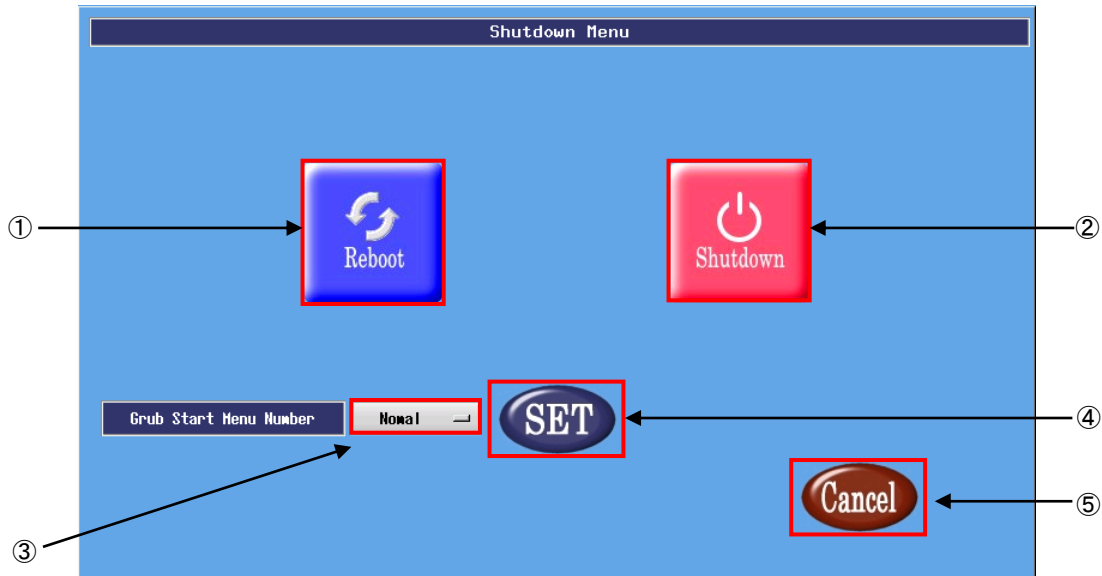 Shutdown Menu
①
Reboot
Shutdown
②
Grub Start Menu Number
Nomal
SET
④
Cancel
⑤
③